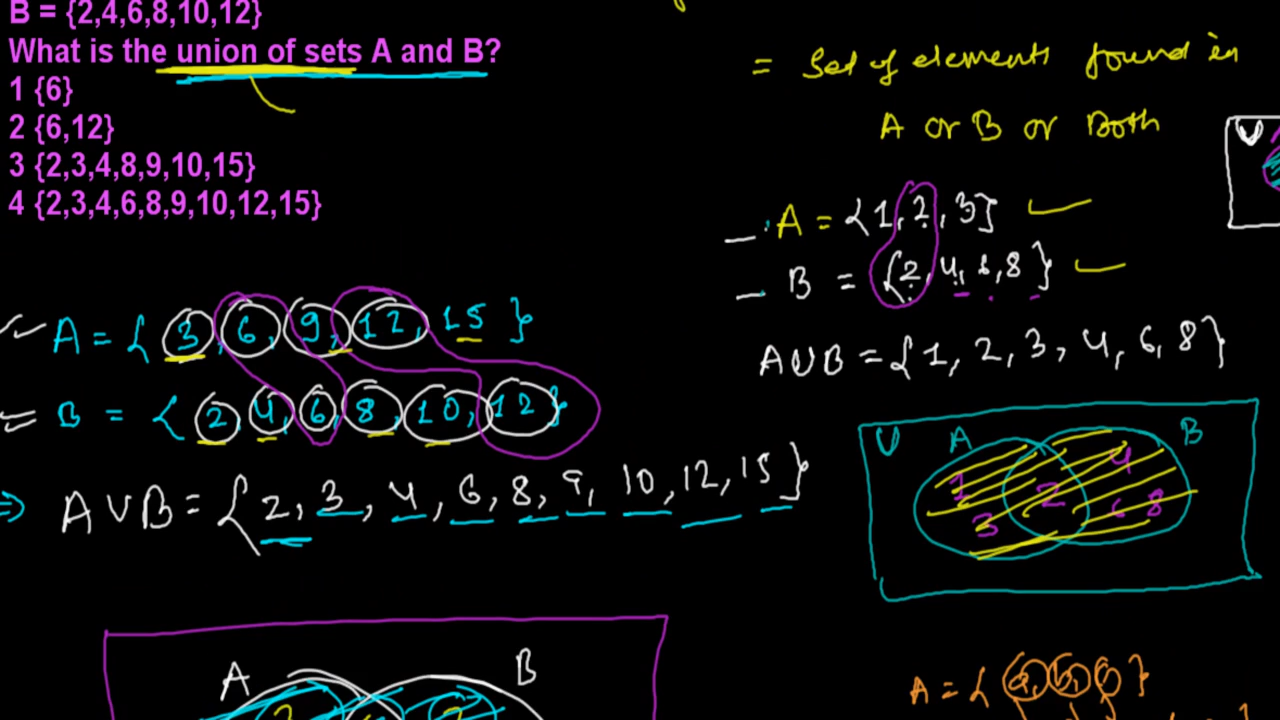 B = {2,4,6,8,10,12}
What is the union of sets A and B?
1 {6}
2 {6,12}
3 {2,3,4,8,9,10,15}
4 {2,3,4,6,8,9,10,12,15}
= Set of elements found in
A or B or Both
U
A = {1, 2, 3}
B = {2, 4, 6, 8}
A∪B = {1, 2, 3, 4, 6, 8}
A = { 3, 6, 9, 12, 15 }
B = { 2, 4, 6, 8, 10, 12 }
⇒ A∪B = { 2, 3, 4, 6, 8, 9, 10, 12, 15 }
U A B
1 2 4
3 6 8
A B
A = {